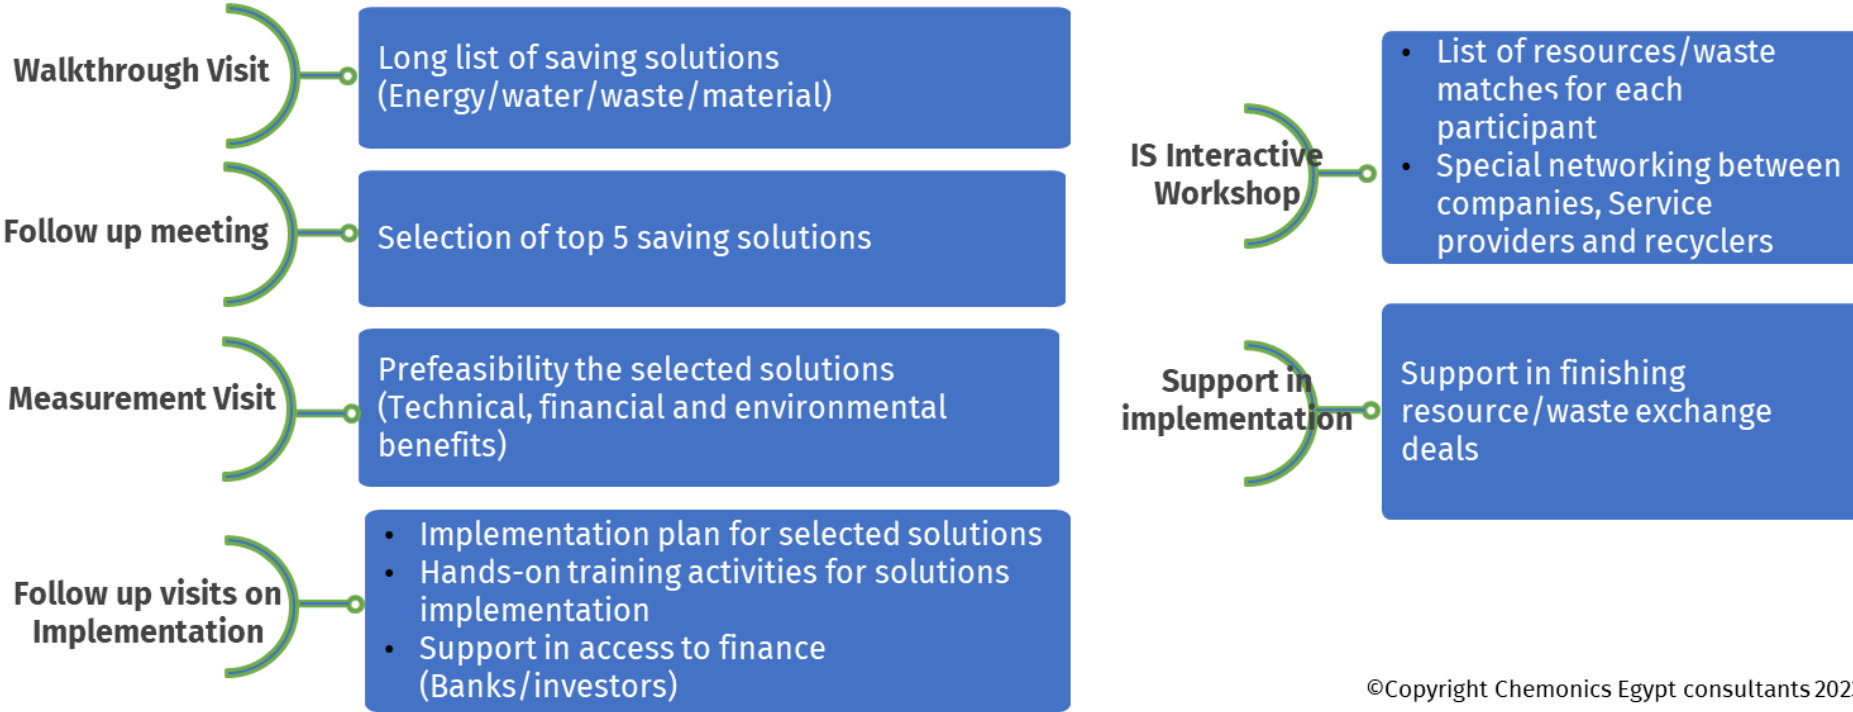 Walkthrough Visit
Long list of saving solutions
(Energy/water/waste/material)
Follow up meeting
Selection of top 5 saving solutions
Measurement Visit
Prefeasibility the selected solutions
(Technical, financial and environmental
benefits)
Follow up visits on
Implementation
• Implementation plan for selected solutions
• Hands-on training activities for solutions
implementation
• Support in access to finance
(Banks/investors)
IS Interactive
Workshop
• List of resources/waste
matches for each
participant
• Special networking between
companies, Service
providers and recyclers
Support in
implementation
Support in finishing
resource/waste exchange
deals
©Copyright Chemonics Egypt consultants